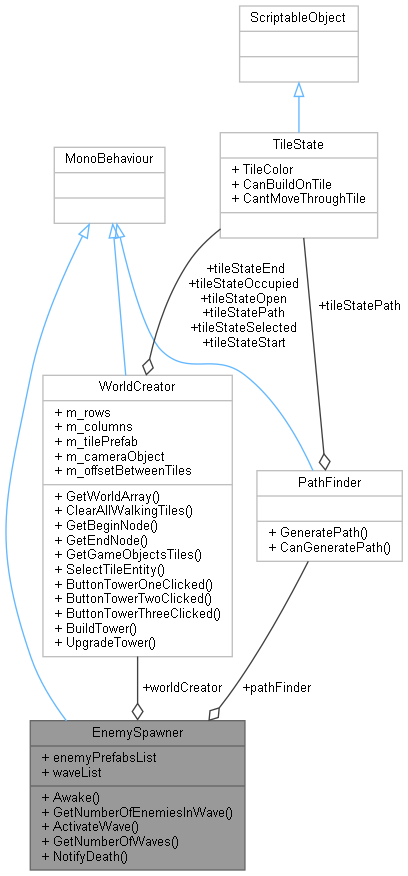 ScriptableObject
TileState
+ TileColor
+ CanBuildOnTile
+ CantMoveThroughTile
MonoBehaviour
+tileStateEnd
+tileStateOccupied
+tileStateOpen
+tileStatePath
+tileStateSelected
+tileStateStart
+tileStatePath
WorldCreator
+ m_rows
+ m_columns
+ m_tilePrefab
+ m_cameraObject
+ m_offsetBetweenTiles
+ GetWorldArray()
+ ClearAllWalkingTiles()
+ GetBeginNode()
+ GetEndNode()
+ GetGameObjectsTiles()
+ SelectTileEntity()
+ ButtonTowerOneClicked()
+ ButtonTowerTwoClicked()
+ ButtonTowerThreeClicked()
+ BuildTower()
+ UpgradeTower()
PathFinder
+ GeneratePath()
+ CanGeneratePath()
+worldCreator
+pathFinder
EnemySpawner
+ enemyPrefabsList
+ waveList
+ Awake()
+ GetNumberOfEnemiesInWave()
+ ActivateWave()
+ GetNumberOfWaves()
+ NotifyDeath()